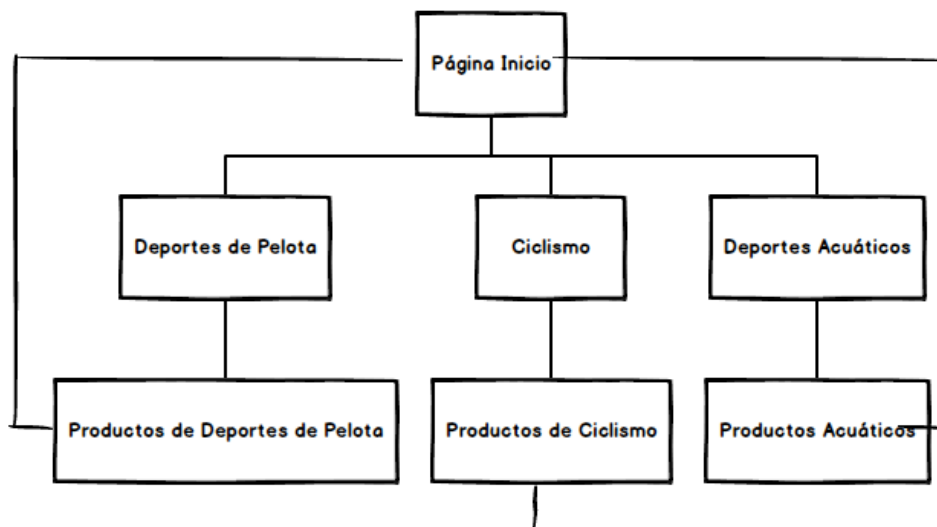 Página Inicio
Deportes de Pelota
Ciclismo
Deportes Acuáticos
Productos de Deportes de Pelota
Productos de Ciclismo
Productos Acuáticos